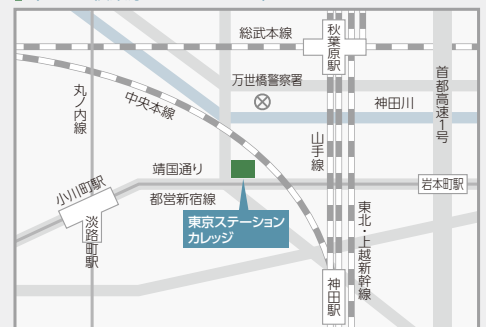 総武本線
秋葉原駅
万世橋警察署
首都高速1号
丸ノ内線
中央本線
神田川
山手線
靖国通り
小川町駅
岩本町駅
都営新宿線
淡路町駅
東京ステーション
カレッジ
東北・上越新幹線
神田駅